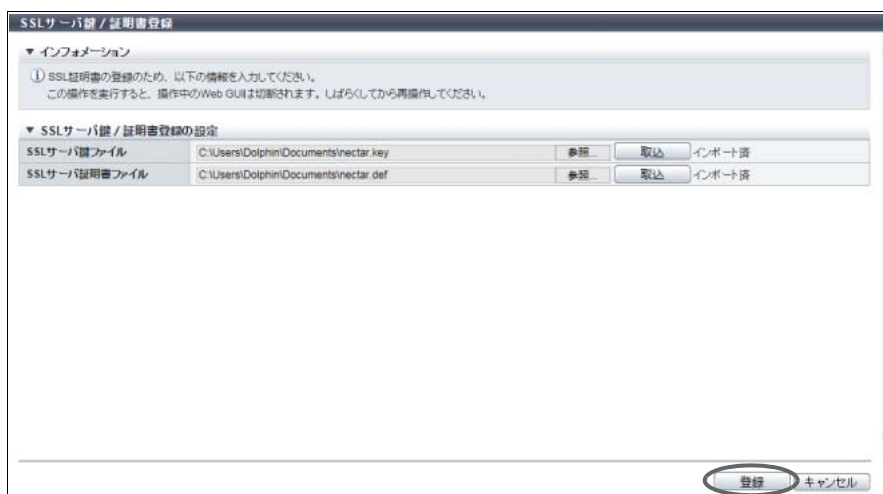 SSLサーバ鍵 / 証明書登録
▼ インフォメーション
SSL証明書の登録のため、以下の情報を入力してください。
この操作を実行すると、操作中のWeb GUIは切断されます。しばらくしてから再操作してください。
▼ SSLサーバ鍵 / 証明書登録の設定
SSLサーバ鍵ファイル C:\Users\Dolphin\Documents\nectar.key 参照... 取込 インポート済
SSLサーバ証明書ファイル C:\Users\Dolphin\Documents\nectar.def 参照... 取込 インポート済
登録 キャンセル